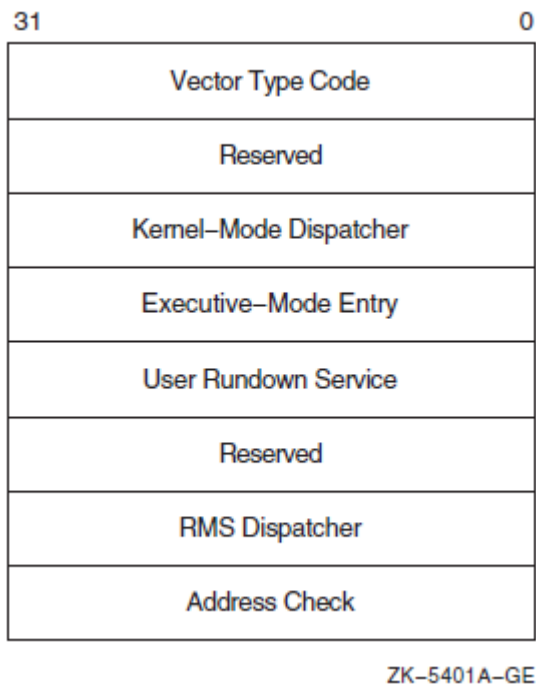 31 0
Vector Type Code
Reserved
Kernel–Mode Dispatcher
Executive–Mode Entry
User Rundown Service
Reserved
RMS Dispatcher
Address Check
ZK–5401A–GE